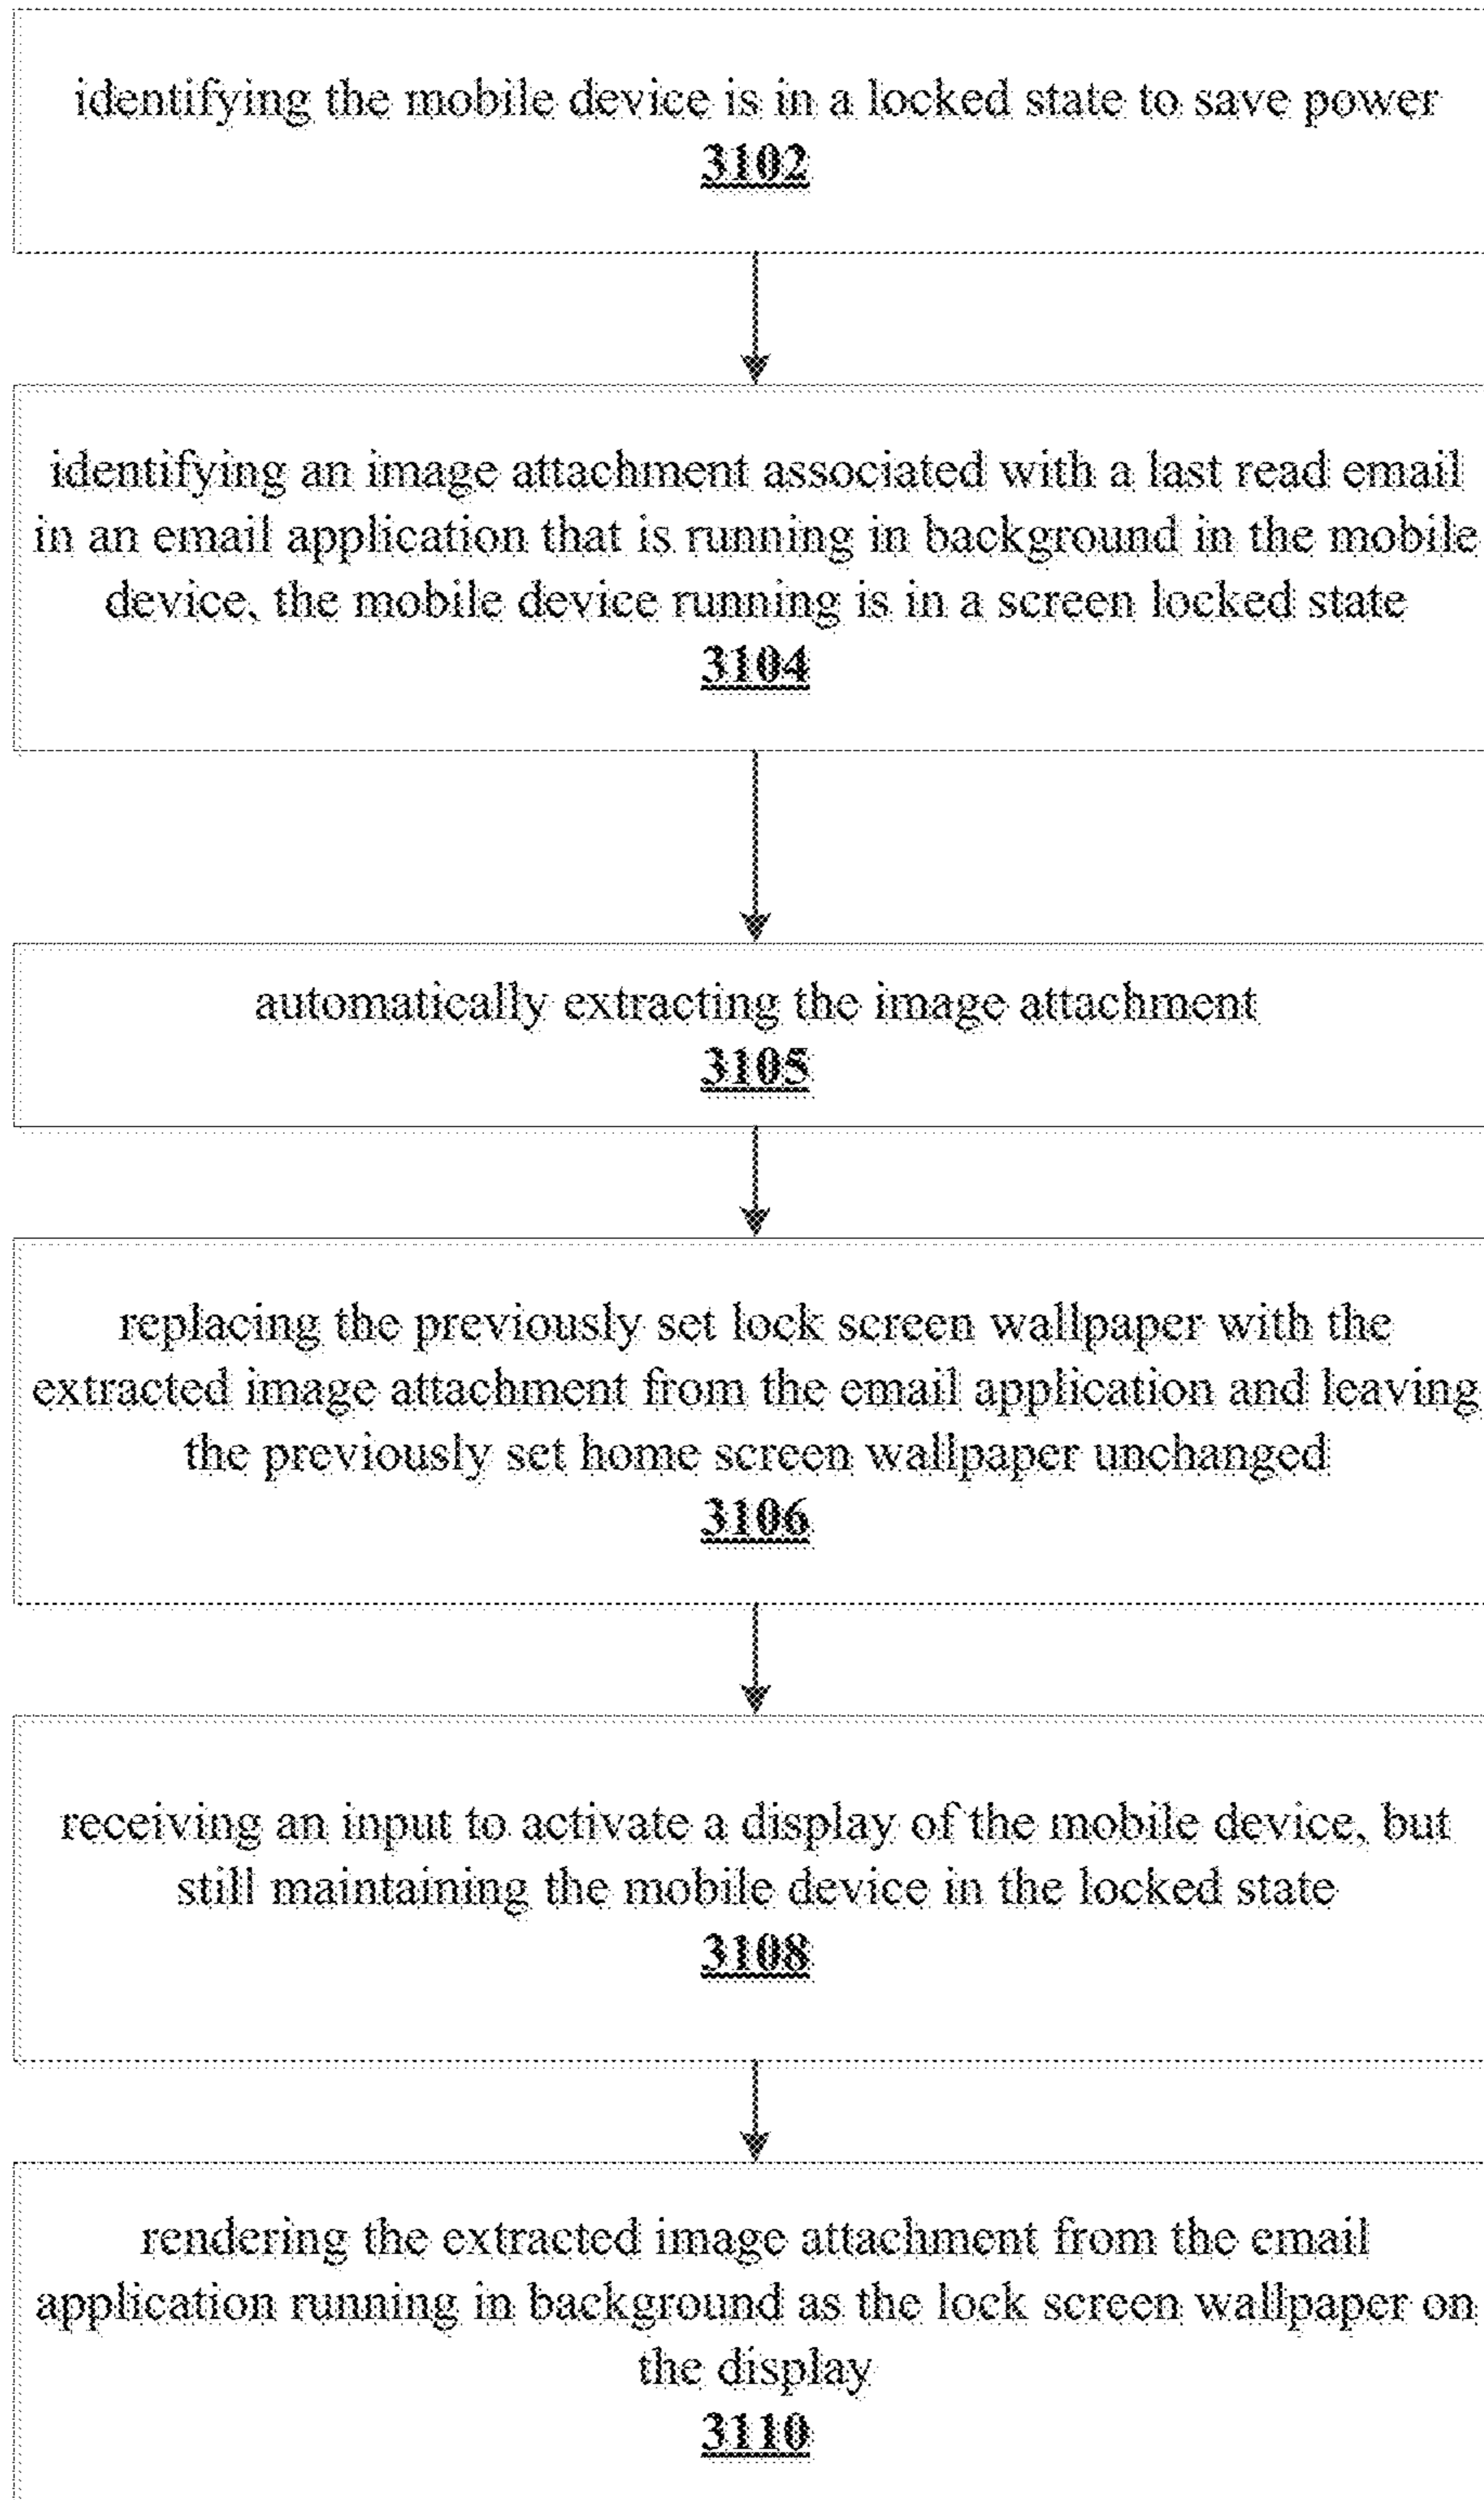 identifying the mobile device is in a locked state to save power
3102
identifying an image attachment associated with a last read email
in an email application that is running in background in the mobile
device, the mobile device running is in a screen locked state
3104
automatically extracting the image attachment
3105
replacing the previously set lock screen wallpaper with the
extracted image attachment from the email application and leaving
the previously set home screen wallpaper unchanged
3106
receiving an input to activate a display of the mobile device, but
still maintaining the mobile device in the locked state
3108
rendering the extracted image attachment from the email
application running in background as the lock screen wallpaper on
the display
3110